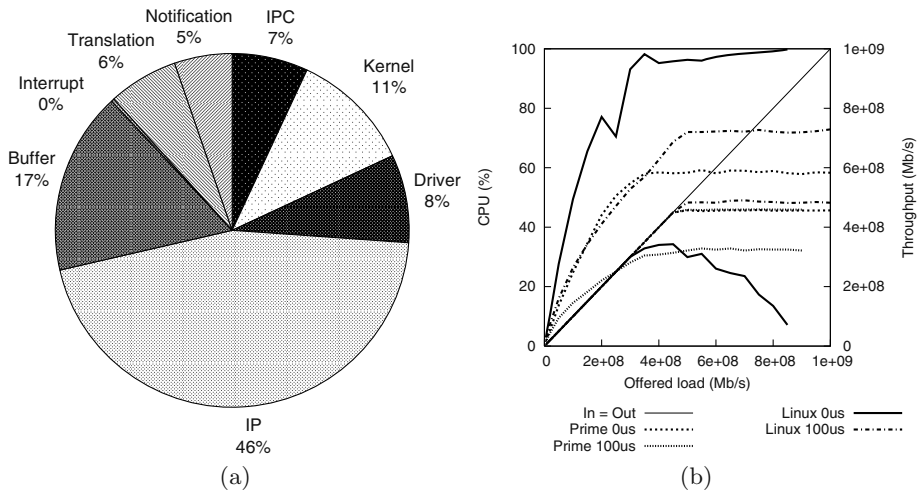 Notification
5%
IPC
7%
Translation
6%
Kernel
11%
Interrupt
0%
Buffer
17%
Driver
8%
IP
46%
(a)
100
80
60
40
20
0
CPU (%)
1e+09
8e+08
6e+08
4e+08
2e+08
0
Throughput (Mb/s)
0 2e+08 4e+08 6e+08 8e+08 1e+09
Offered load (Mb/s)
In = Out
Prime 0us
Prime 100us
Linux 0us
Linux 100us
(b)